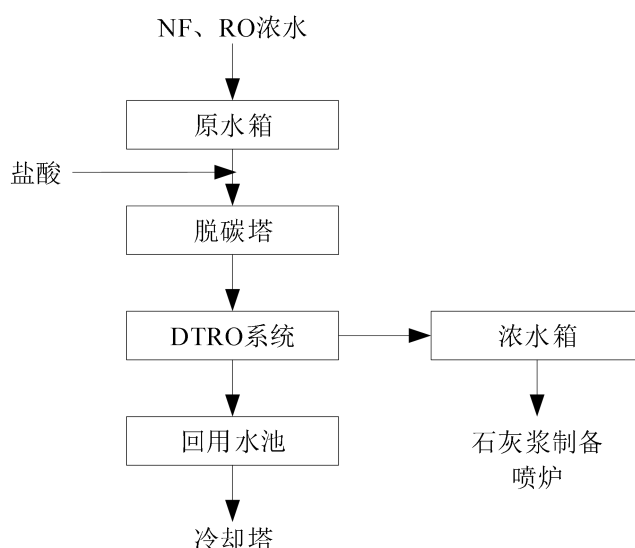 NF、RO浓水
原水箱
盐酸
脱碳塔
DTRO系统
浓水箱
回用水池
石灰浆制备
喷炉
冷却塔